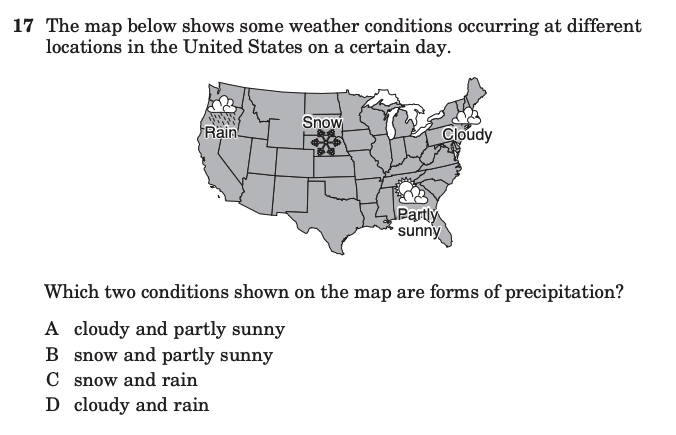 17 The map below shows some weather conditions occurring at different
locations in the United States on a certain day.
Rain
Snow
Cloudy
Partly
sunny
Which two conditions shown on the map are forms of precipitation?
A cloudy and partly sunny
B snow and partly sunny
C snow and rain
D cloudy and rain